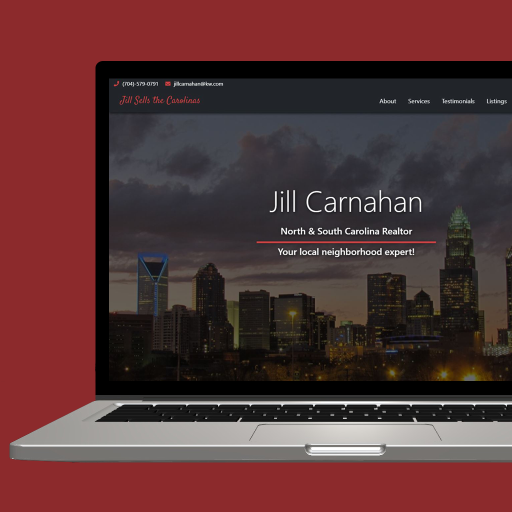 (704)-579-0791 jillcarnahan@kw.com
Jill Sells the Carolinas
About Services Testimonials Listings
Jill Carnahan
North & South Carolina Realtor
Your local neighborhood expert!